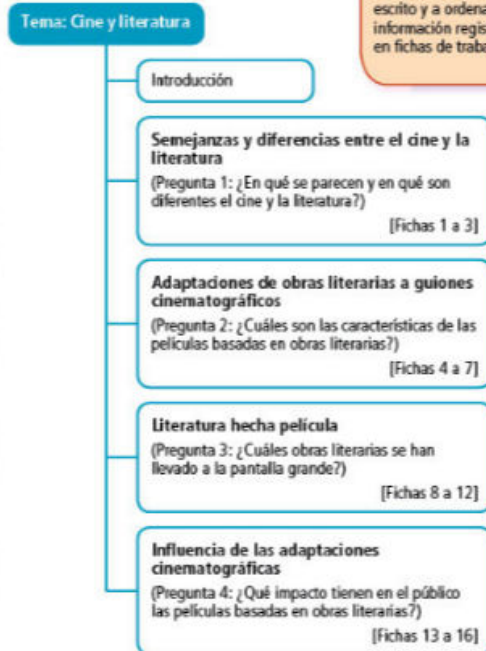 escrito y a
información
en fichas de
Tema: Cine y literatura
Introducción
Semejanzas y diferencias entre el cine y la
literatura
(Pregunta 1: ¿En qué se parecen y en qué son
diferentes el cine y la literatura?)
[Fichas 1 a 3]
Adaptaciones de obras literarias a guiones
cinematográficos
(Pregunta 2: ¿Cuáles son las características de las
películas basadas en obras literarias?)
[Fichas 4 a 7]
Literatura hecha película
(Pregunta 3: ¿Cuáles obras literarias se han
llevado a la pantalla grande?)
[Fichas 8 a 12]
Influencia de las adaptaciones
cinematográficas
(Pregunta 4: ¿Qué impacto tienen en el público
las películas basadas en obras literarias?)
[Fichas 13 a 16]